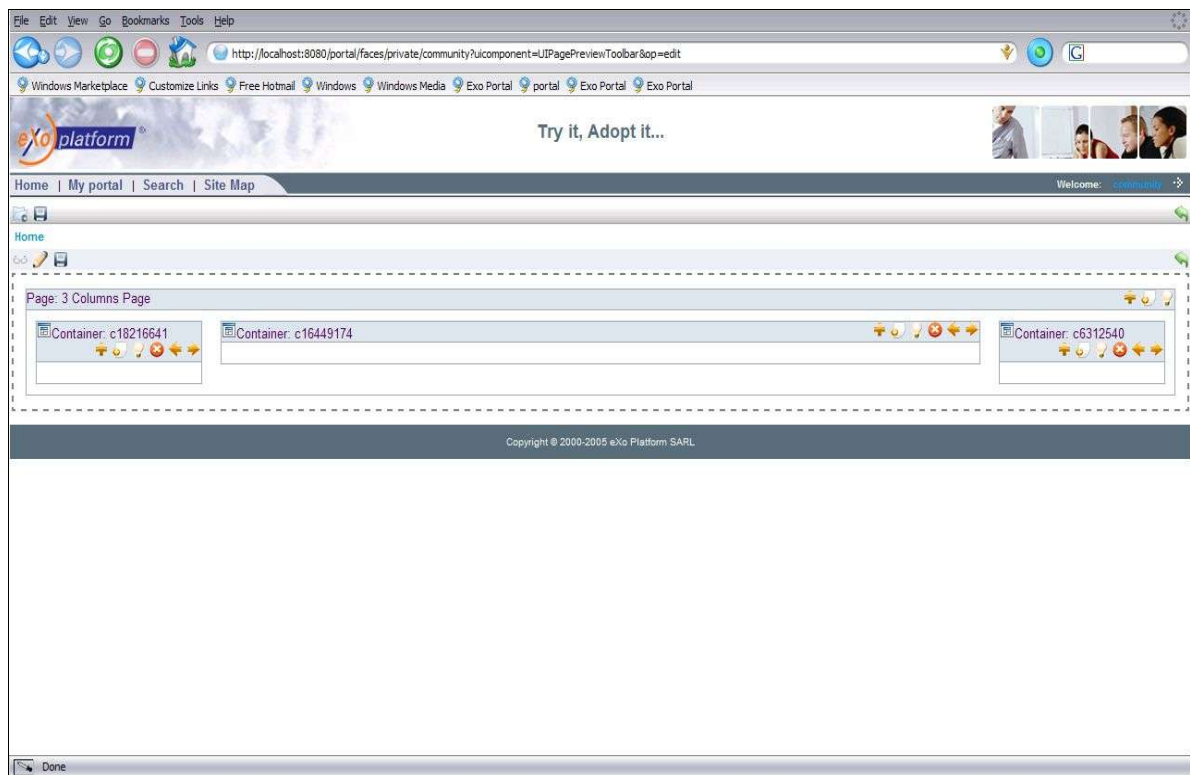 File Edit View Go Bookmarks Tools Help
http://localhost:8080/portal/faces/private/community?uicomponent=UIPagePreviewToolbar&op=edit
G
Windows Marketplace Customize Links Free Hotmail Windows Windows Media Exo Portal portal Exo Portal Exo Portal
eXo platform ®
Try it, Adopt it...
Home | My portal | Search | Site Map
Welcome: community
Home
Page: 3 Columns Page
Container: c18216641
Container: c16449174
Container: c6312540
Copyright © 2000-2005 eXo Platform SARL
Done